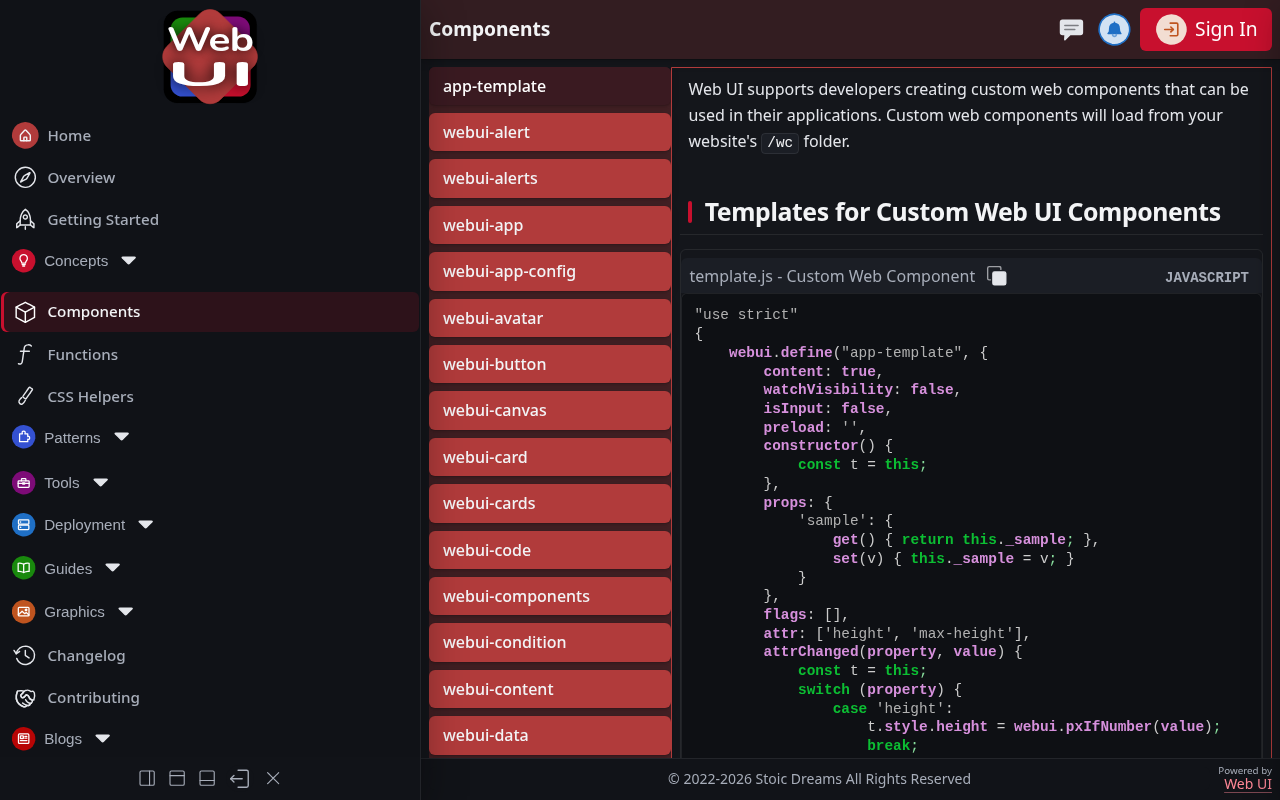 Web
UI
Home
Overview
Getting Started
Concepts
Components
Functions
CSS Helpers
Patterns
Tools
Deployment
Guides
Graphics
Changelog
Contributing
Blogs
Components
Sign In
app-template
webui-alert
webui-alerts
webui-app
webui-app-config
webui-avatar
webui-button
webui-canvas
webui-card
webui-cards
webui-code
webui-components
webui-condition
webui-content
webui-data
Web UI supports developers creating custom web components that can be
used in their applications. Custom web components will load from your
website's /wc folder.
Templates for Custom Web UI Components
template.js - Custom Web Component
JAVASCRIPT
"use strict"
{
    webui.define("app-template", {
        content: true,
        watchVisibility: false,
        isInput: false,
        preload: '',
        constructor() {
            const t = this;
        },
        props: {
            'sample': {
                get() { return this._sample; },
                set(v) { this._sample = v; }
            }
        },
        flags: [],
        attr: ['height', 'max-height'],
        attrChanged(property, value) {
            const t = this;
            switch (property) {
                case 'height':
                    t.style.height = webui.pxIfNumber(value);
                    break;
© 2022-2026 Stoic Dreams All Rights Reserved
Powered by
Web UI